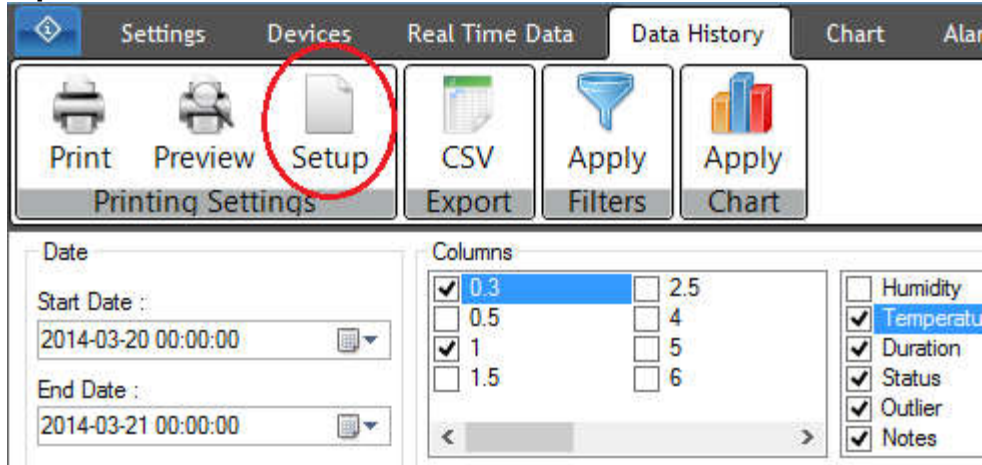 Settings Devices Real Time Data Data History Chart
Print Preview Setup CSV Apply Apply
Printing Settings Export Filters Chart
Date Columns
0.3 2.5 Humidity
Start Date :
0.5 4
2014-03-20 00:00:00
1 5 Duration
End Date :
1.5 6 Status
2014-03-21 00:00:00
Outlier
Notes